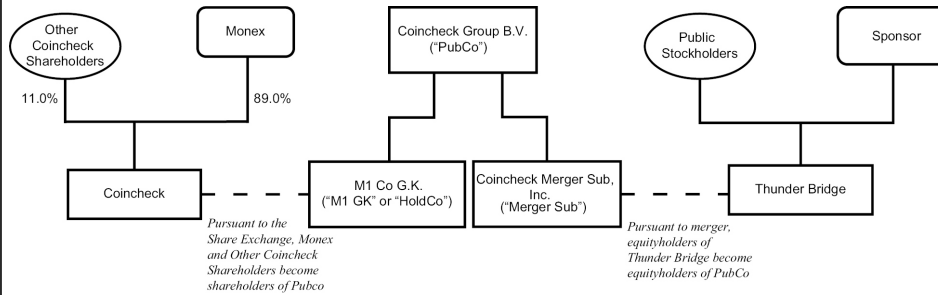 Other
Coincheck
Shareholders
Monex
Coincheck Group B.V.
("PubCo")
Public
Stockholders
Sponsor
11.0%
89.0%
Coincheck
M1 Co G.K.
("M1 GK" or "HoldCo")
Coincheck Merger Sub,
Inc.
("Merger Sub")
Thunder Bridge
Pursuant to the
Share Exchange, Monex
and Other Coincheck
Shareholders become
shareholders of Pubco
Pursuant to merger,
equityholders of
Thunder Bridge become
equityholders of PubCo